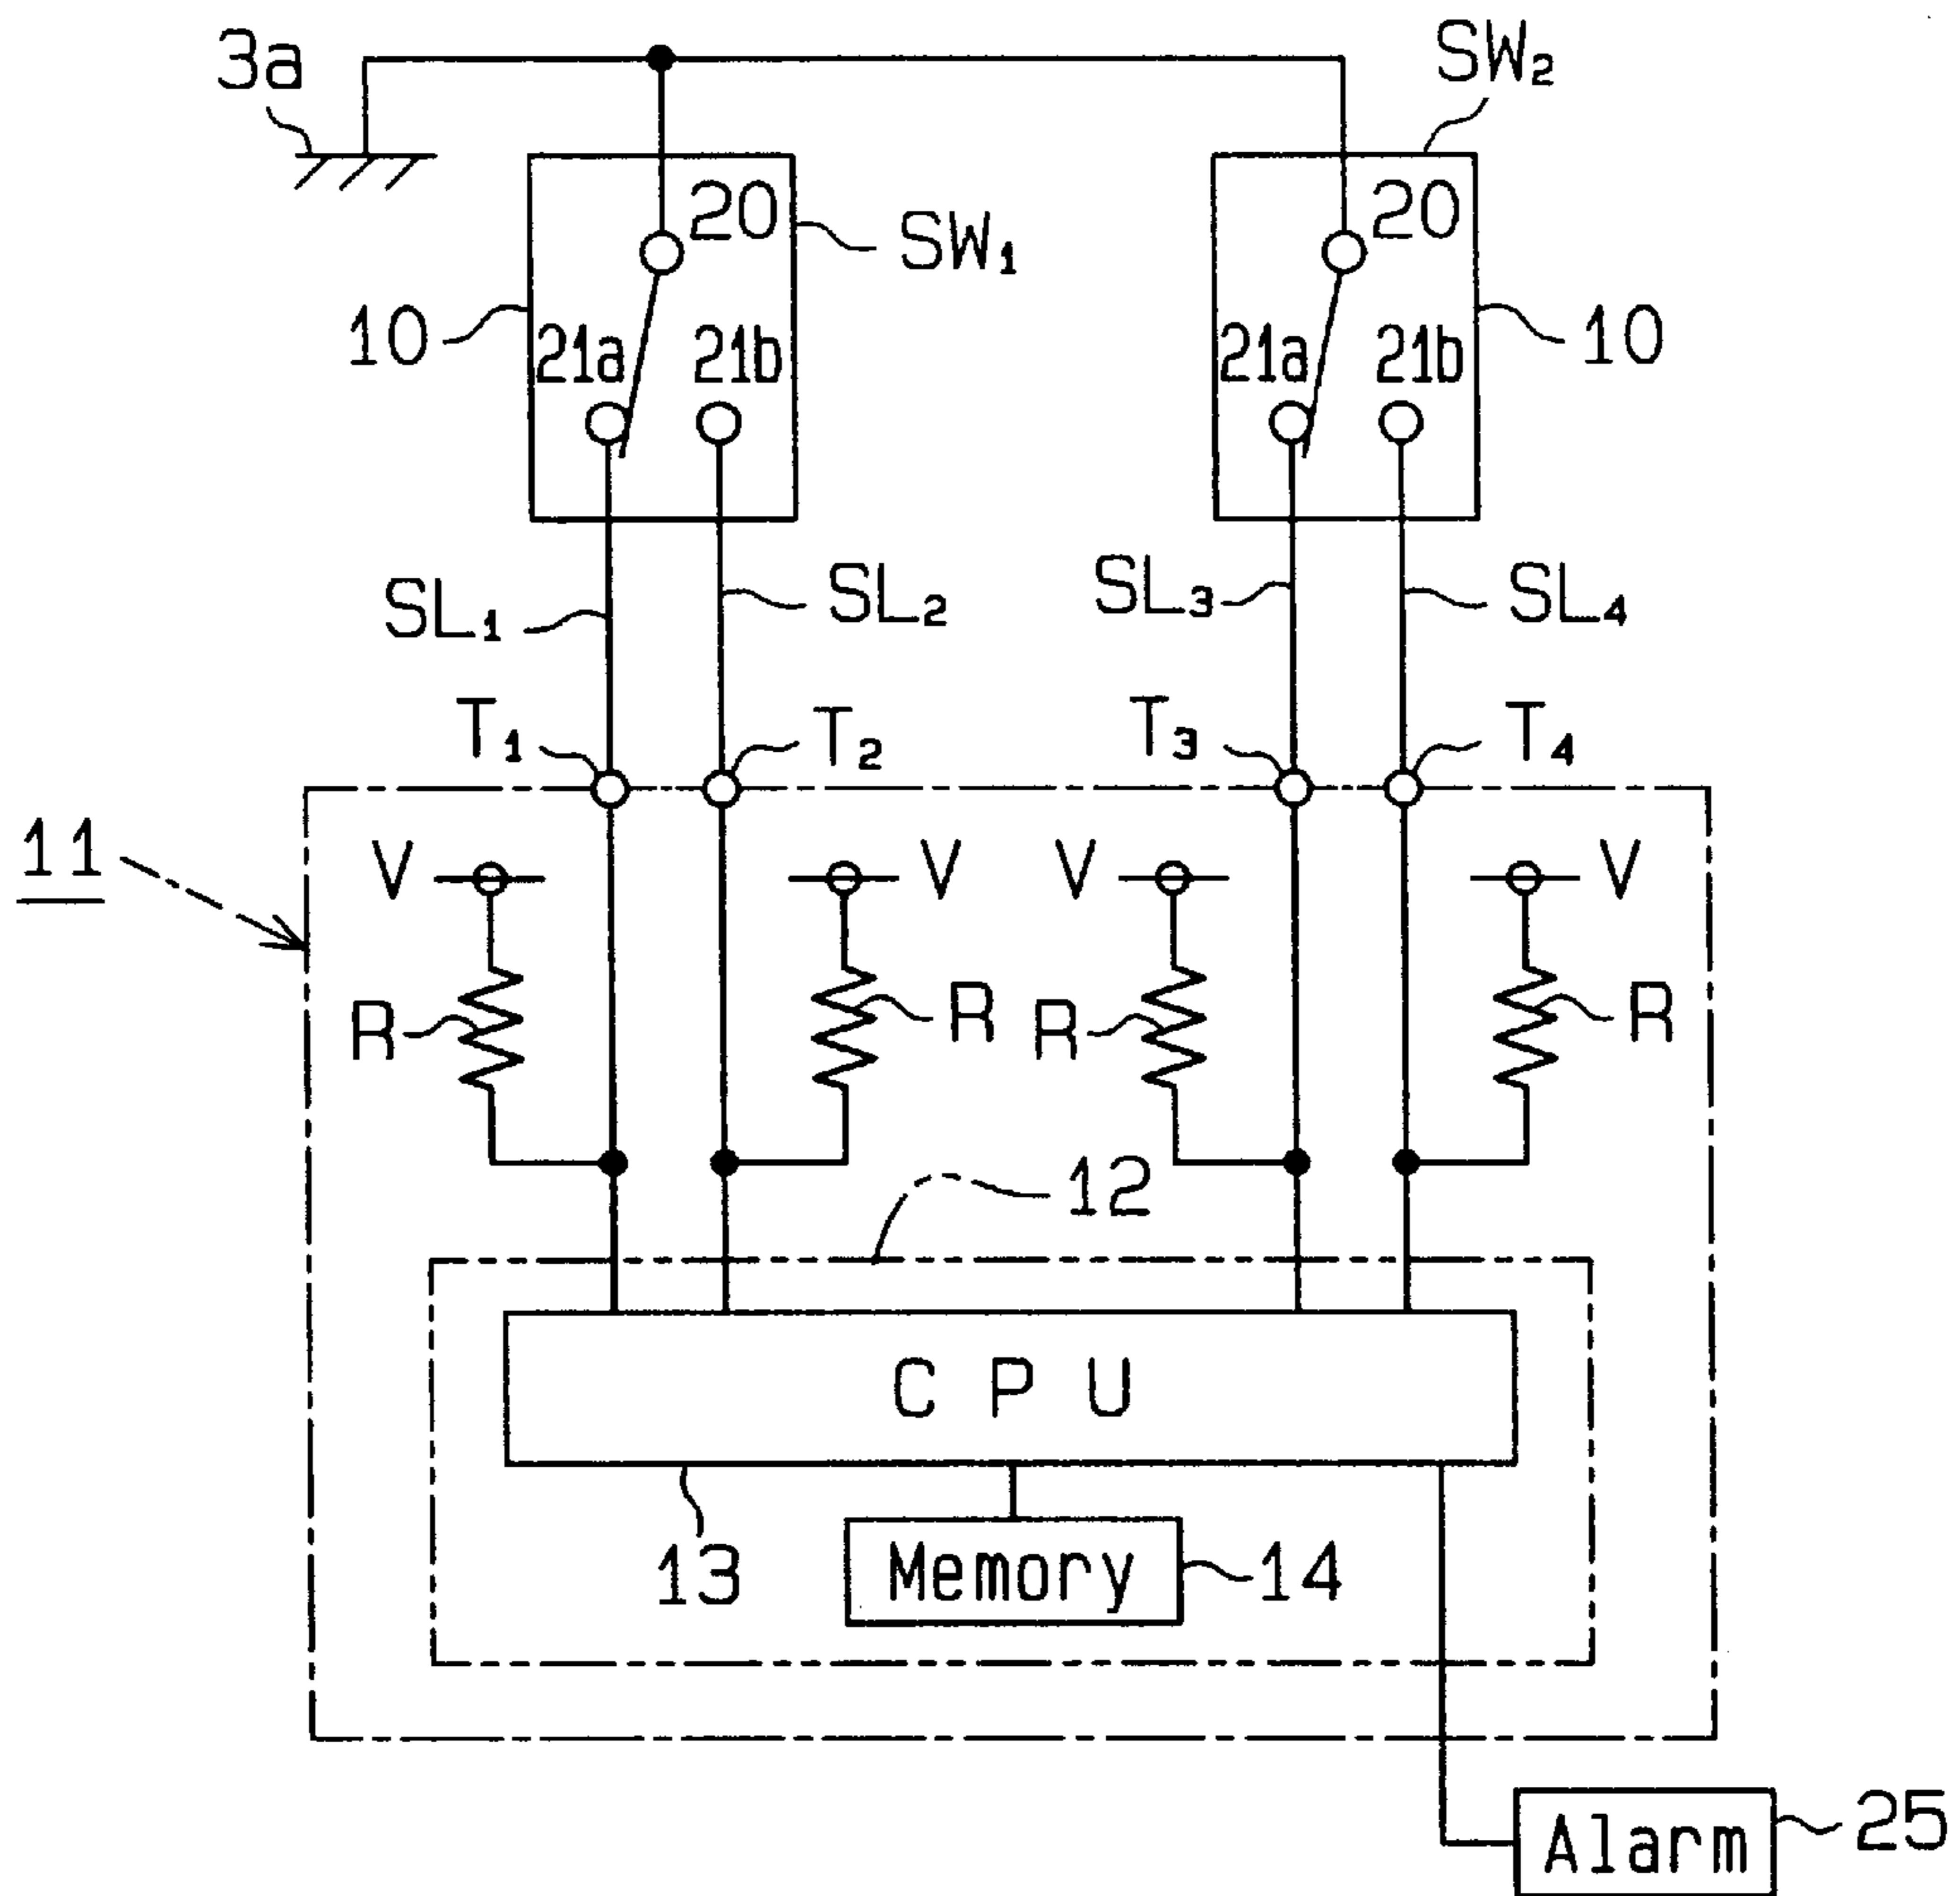 3a
SW₂
20
SW₁
20
10
21a
21b
21a
21b
10
SL₁
SL₂
SL₃
SL₄
T₁
T₂
T₃
T₄
11
V
V
V
V
R
R
R
R
12
CPU
13
Memory
14
Alarm
25